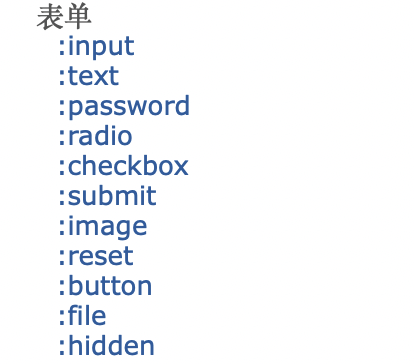 表单
:input
:text
:password
:radio
:checkbox
:submit
:image
:reset
:button
:file
:hidden